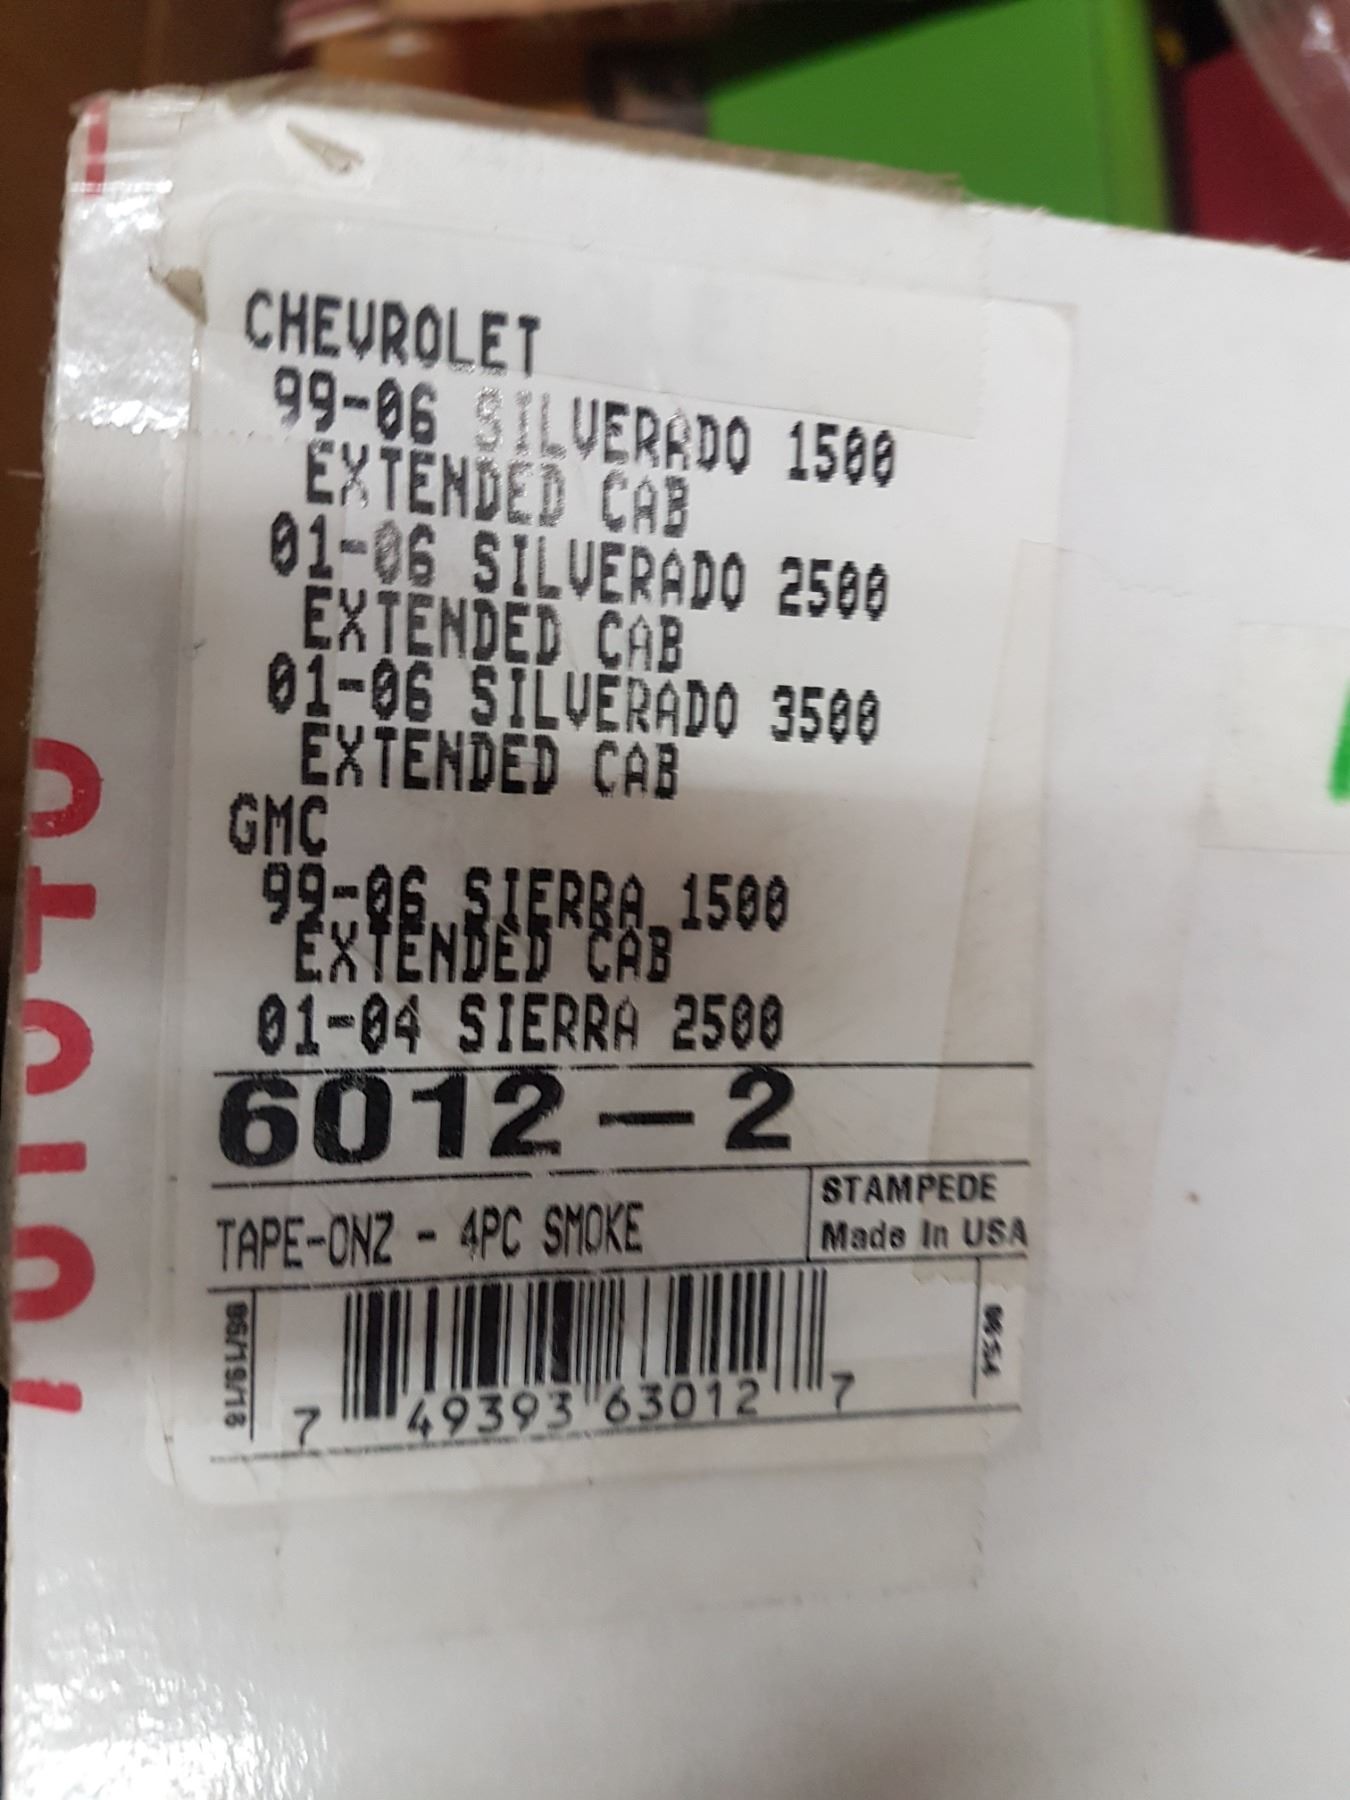 CHEVROLET
99-06 SILVERADO 1500
EXTENDED CAB
01-06 SILVERADO 2500
EXTENDED CAB
01-06 SILVERADO 3500
EXTENDED CAB
GMC
99-06 SIERRA 1500
EXTENDED CAB
01-04 SIERRA 2500
6012-2
TAPE-ONZ - 4PC SMOKE
STAMPEDE
Made In USA
7 49393 63012 7